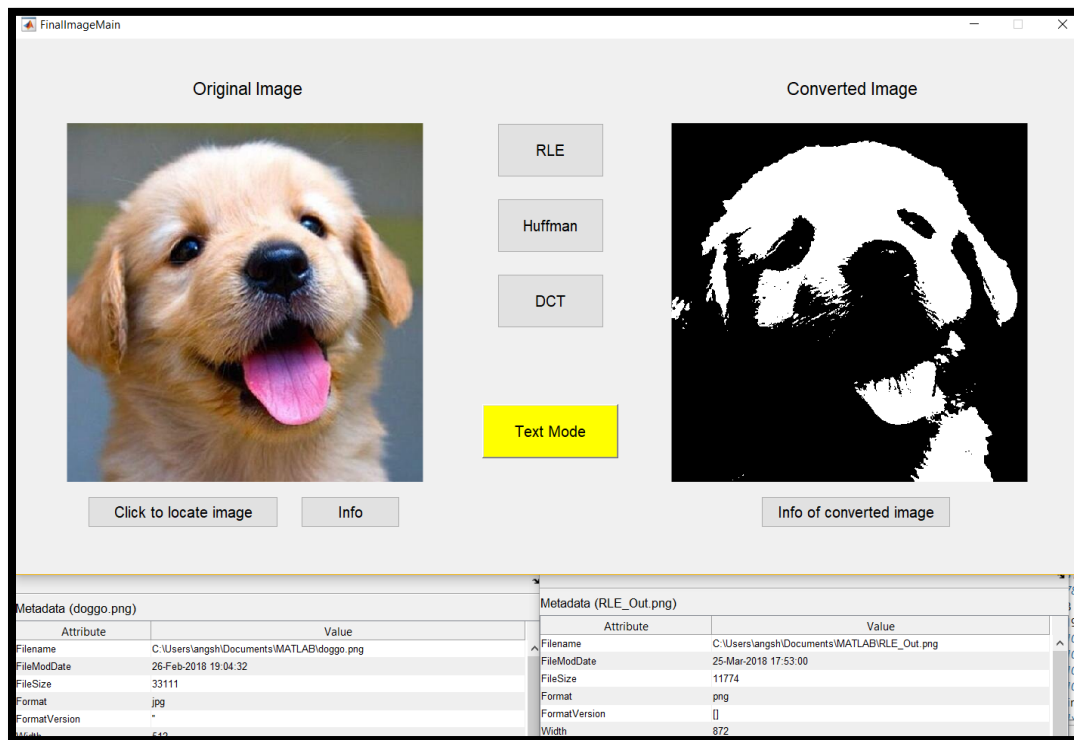 FinalImageMain
Original Image
Converted Image
RLE
Huffman
DCT
Text Mode
Click to locate image
Info
Info of converted image
Metadata (doggo.png)
Attribute Value
Filename C:\Users\angsh\Documents\MATLAB\doggo.png
FileModDate 26-Feb-2018 19:04:32
FileSize 33111
Format jpg
FormatVersion ''
Width 512
Metadata (RLE_Out.png)
Attribute Value
Filename C:\Users\angsh\Documents\MATLAB\RLE_Out.png
FileModDate 25-Mar-2018 17:53:00
FileSize 11774
Format png
FormatVersion []
Width 872